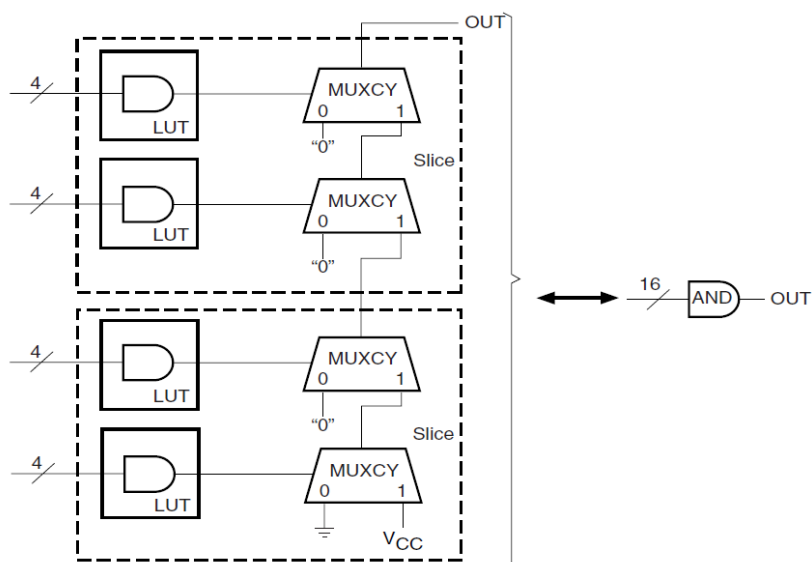 OUT
4
LUT
MUXCY
0 1
“0”
Slice
4
LUT
MUXCY
0 1
“0”
16
AND
OUT
4
LUT
MUXCY
0 1
“0”
Slice
4
LUT
MUXCY
0 1
VCC